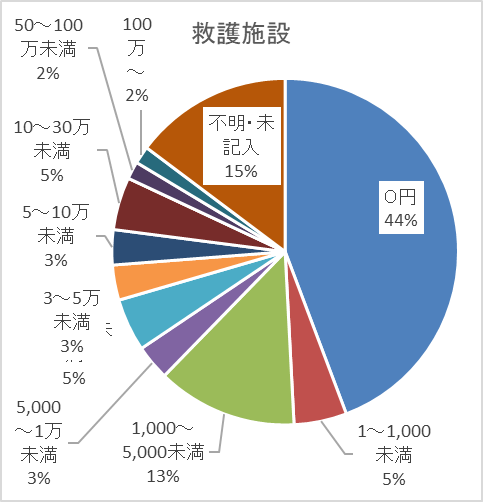 救護施設
50～100
万未満
2%
100
万
～
2%
不明・未
記入
15%
０円
44%
10～30万
未満
5%
5～10万
未満
3%
3～5万
未満
3%
未
5%
5,000
～1万
未満
3%
1,000～
5,000未満
13%
1～1,000
未満
5%